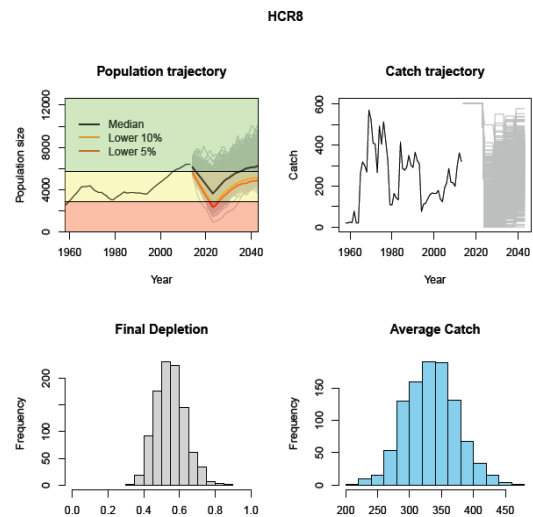 HCR8
Population trajectory
Population size
0 4000 8000 12000
Median
Lower 10%
Lower 5%
1960 1980 2000 2020 2040
Year
Catch trajectory
Catch
0 200 400 600
1960 1980 2000 2020 2040
Year
Final Depletion
Frequency
0 50 100 200
0.0 0.2 0.4 0.6 0.8 1.0
Average Catch
Frequency
0 50 100 150
200 250 300 350 400 450